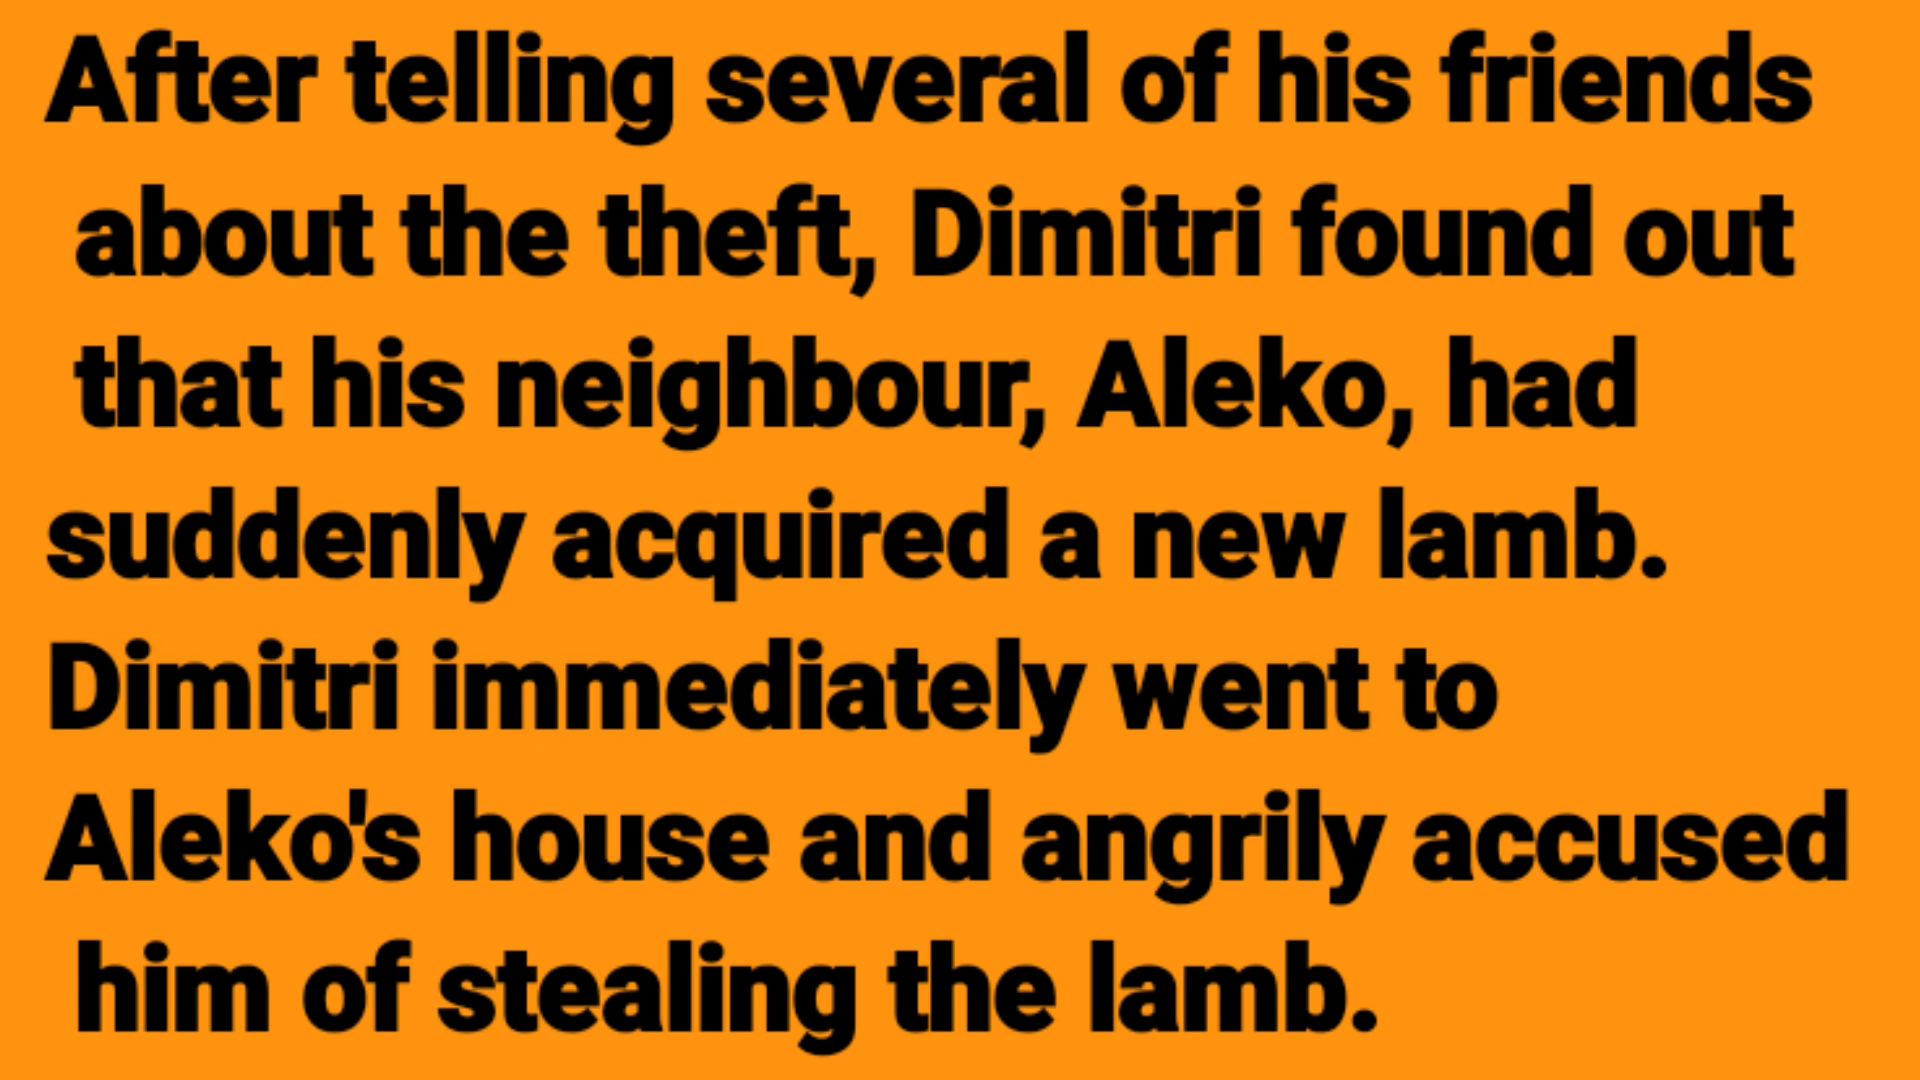 After telling several of his friends
about the theft, Dimitri found out
that his neighbour, Aleko, had
suddenly acquired a new lamb.
Dimitri immediately went to
Aleko's house and angrily accused
him of stealing the lamb.